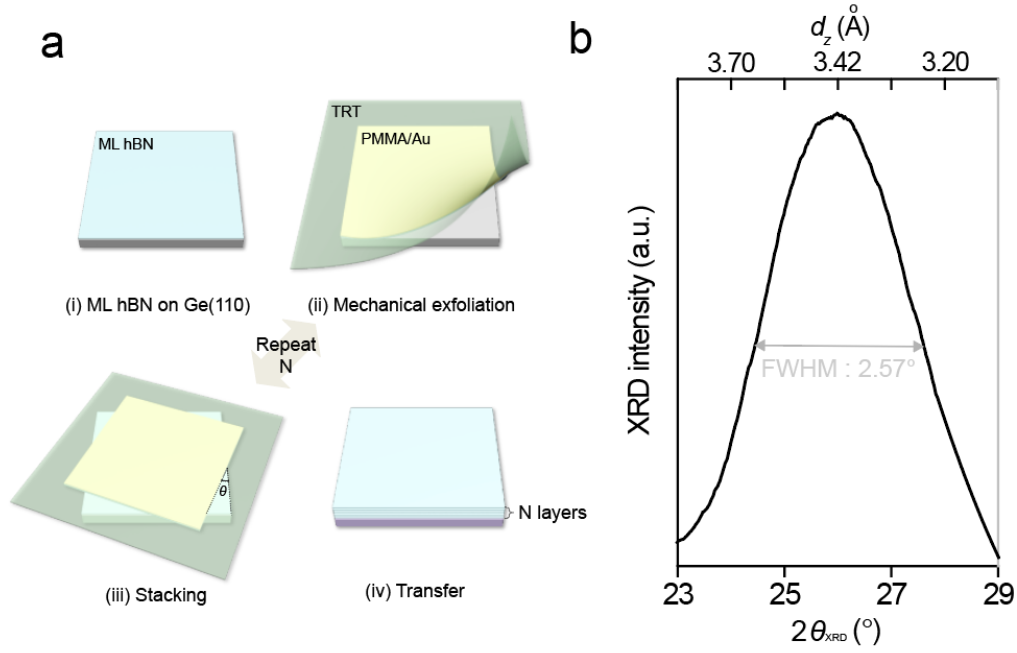 a
ML hBN
(i) ML hBN on Ge(110)
TRT
PMMA/Au
(ii) Mechanical exfoliation
Repeat
N
θ
(iii) Stacking
N layers
(iv) Transfer
b
d_z (Å)
3.70 3.42 3.20
XRD intensity (a.u.)
FWHM : 2.57°
23 25 27 29
2θ_XRD (°)